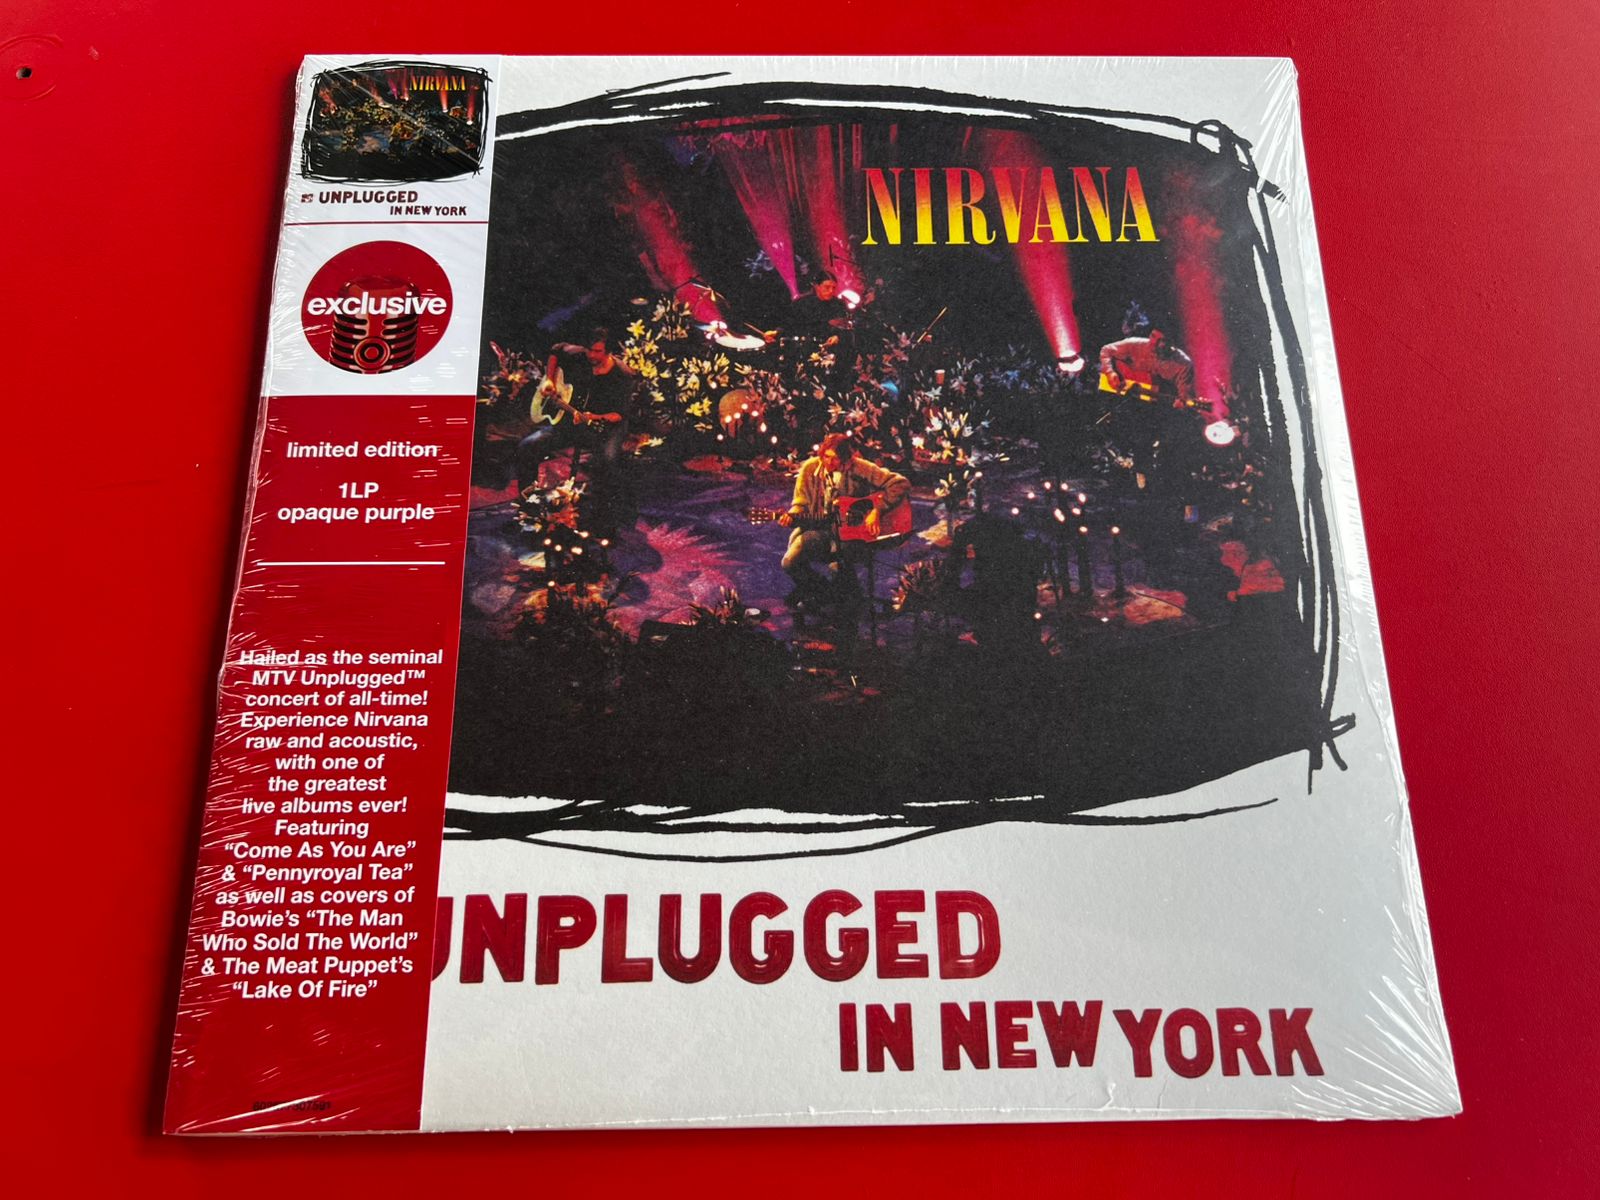 NIRVANA
UNPLUGGED
IN NEW YORK
exclusive
limited edition
1LP
opaque purple
Hailed as the seminal
MTV Unplugged™
concert of all-time!
Experience Nirvana
raw and acoustic,
with one of
the greatest
live albums ever!
Featuring
“Come As You Are”
& “Pennyroyal Tea”
as well as covers of
Bowie’s “The Man
Who Sold The World”
& The Meat Puppet’s
“Lake Of Fire”
NIRVANA
UNPLUGGED
IN NEW YORK